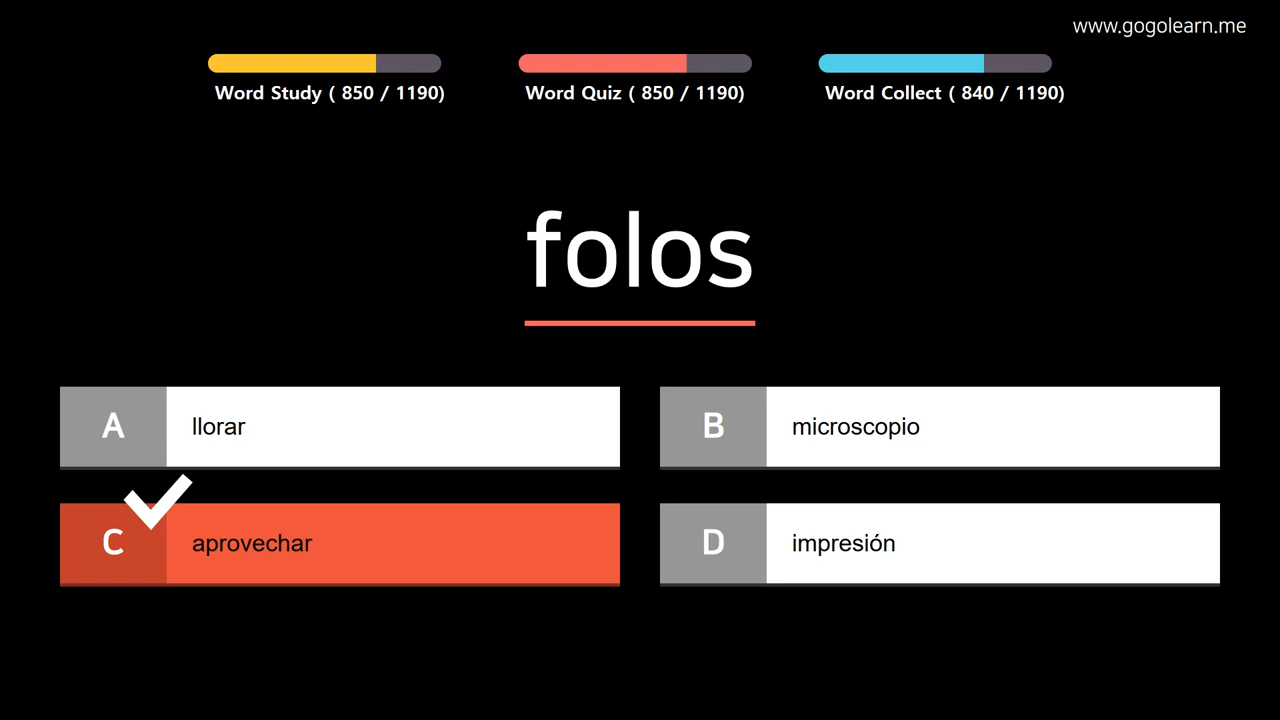 www.gogolearn.me
Word Study ( 850 / 1190)
Word Quiz ( 850 / 1190)
Word Collect ( 840 / 1190)
folos
A llorar
B microscopio
C aprovechar
D impresión